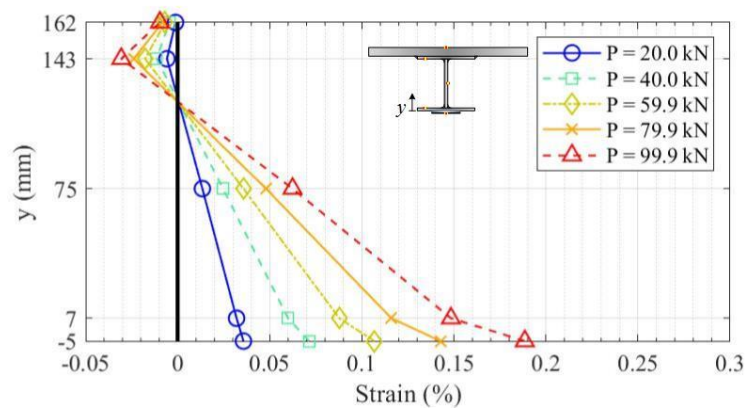 162
143
75
7
-5
y (mm)
-0.05 0 0.05 0.1 0.15 0.2 0.25 0.3
Strain (%)
y
P = 20.0 kN
P = 40.0 kN
P = 59.9 kN
P = 79.9 kN
P = 99.9 kN